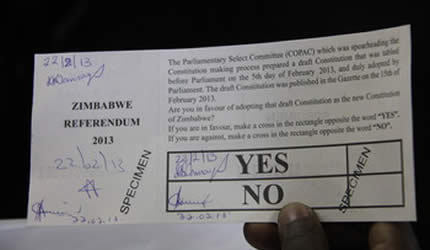 22/2/13
ZIMBABWE
REFERENDUM
2013
22/02/13
22.02.13
SPECIMEN
The Parliamentary Select Committee (COPAC) which was spearheading the
Constitution making process prepared a draft Constitution that was tabled
before Parliament on the 5th day of February 2013, and duly adopted by
Parliament. The draft Constitution was published in the Gazette on the 15th of
February 2013.
Are you in favour of adopting that draft Constitution as the new Constitution
of Zimbabwe?
If you are in favour, make a cross in the rectangle opposite the word "YES".
If you are against, make a cross in the rectangle opposite the word "NO".
22/2/13
YES
NO
22.02.13
SPECIMEN